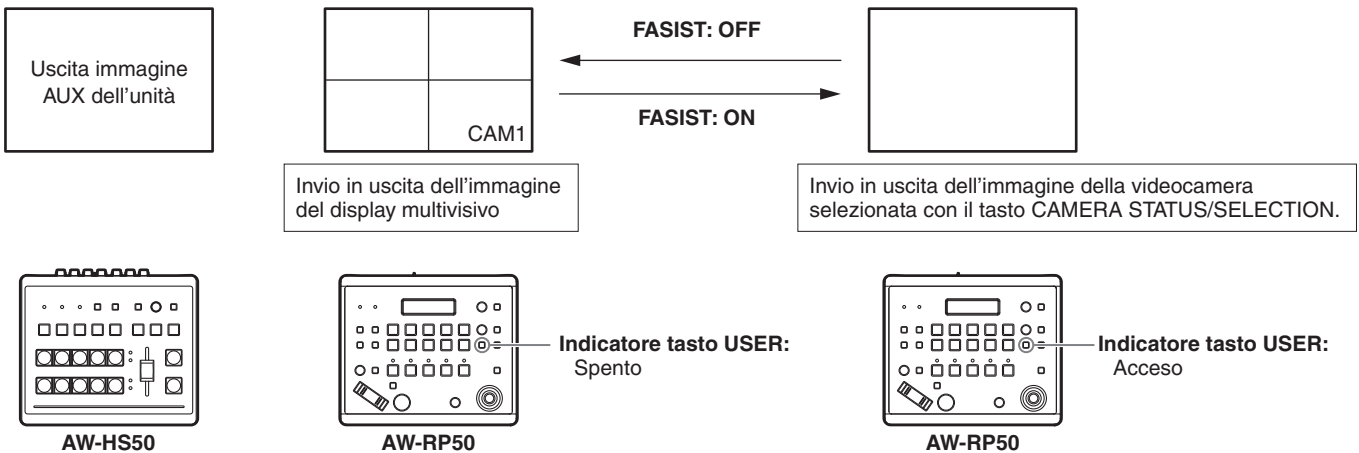 Uscita immagine
AUX dell'unità
CAM1
FASIST: OFF
FASIST: ON
Invio in uscita dell'immagine
del display multivisivo
Invio in uscita dell'immagine della videocamera
selezionata con il tasto CAMERA STATUS/SELECTION.
AW-HS50
Indicatore tasto USER:
Spento
AW-RP50
Indicatore tasto USER:
Acceso
AW-RP50